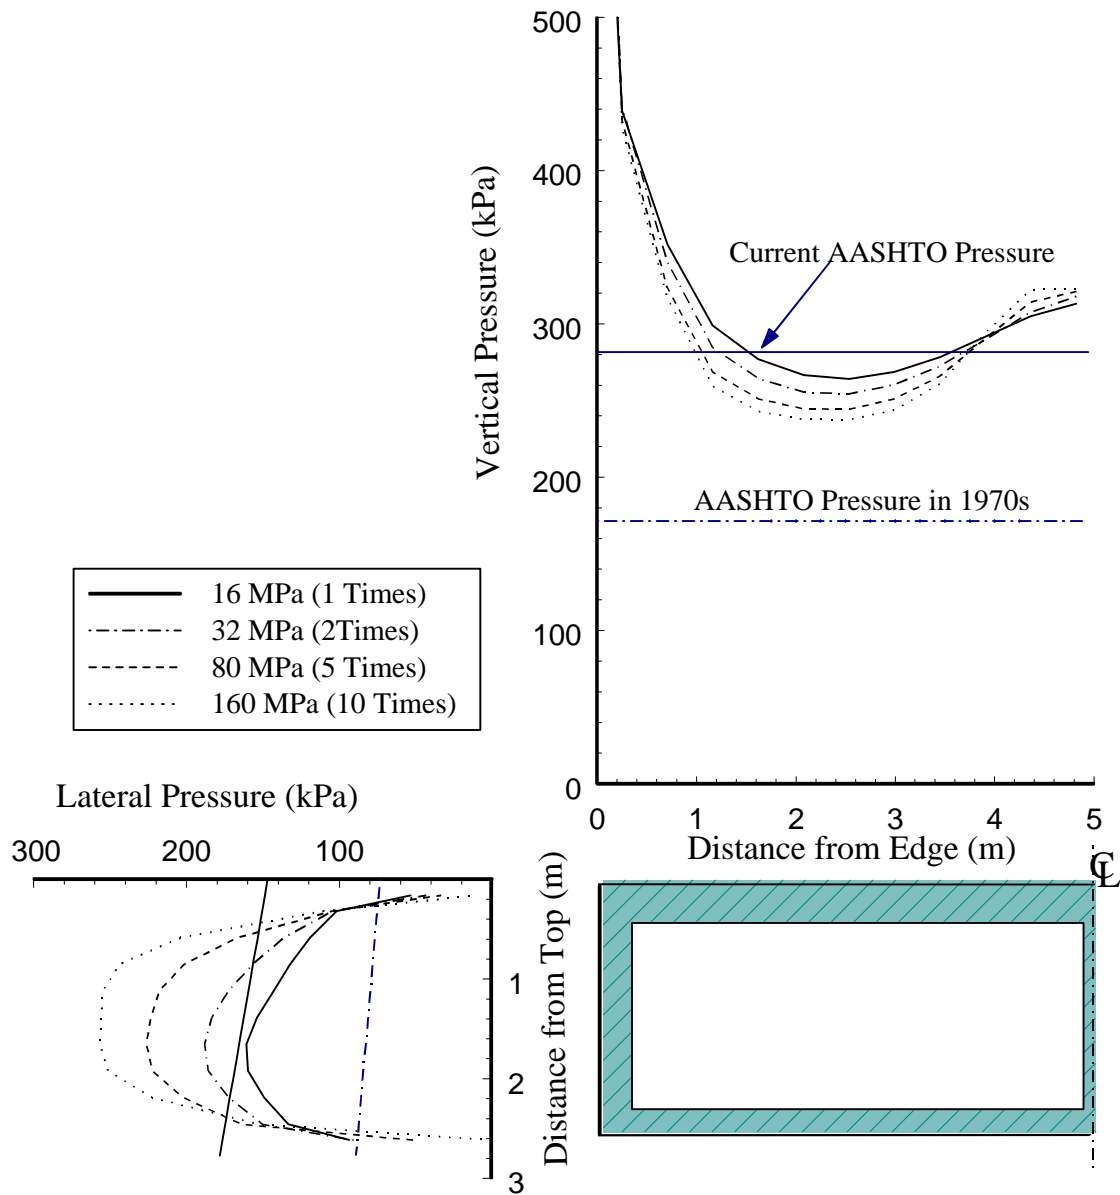 500
400
300
200
100
0
Vertical Pressure (kPa)
Current AASHTO Pressure
AASHTO Pressure in 1970s
0 1 2 3 4 5
Distance from Edge (m)
16 MPa (1 Times)
32 MPa (2Times)
80 MPa (5 Times)
160 MPa (10 Times)
Lateral Pressure (kPa)
300 200 100
1
2
3
Distance from Top (m)
CL